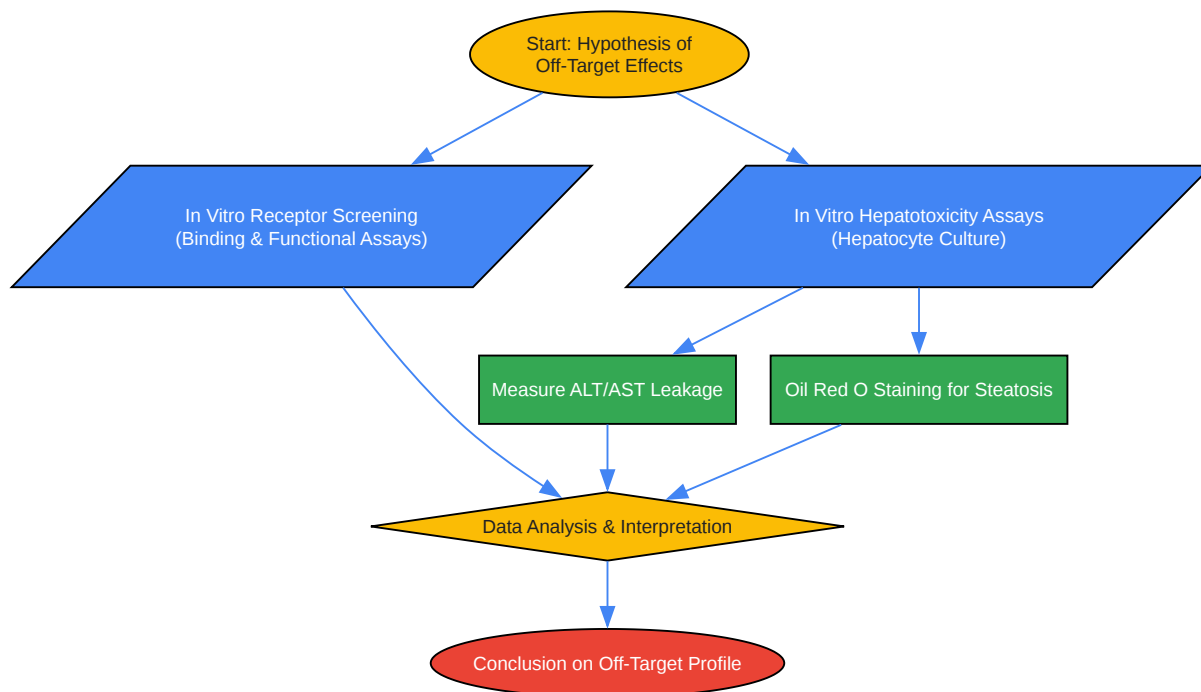 Start: Hypothesis of
Off-Target Effects
In Vitro Receptor Screening
(Binding & Functional Assays)
In Vitro Hepatotoxicity Assays
(Hepatocyte Culture)
Measure ALT/AST Leakage
Oil Red O Staining for Steatosis
Data Analysis & Interpretation
Conclusion on Off-Target Profile